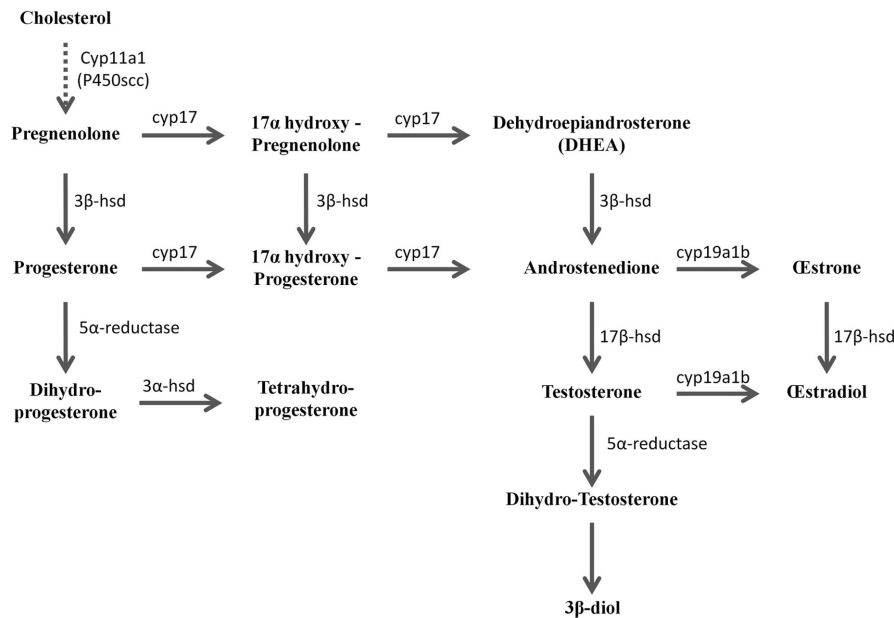 Cholesterol
Cyp11a1
(P450scc)
cyp17
cyp17
Pregnenolone
17α hydroxy -
Pregnenolone
Dehydroepiandrosterone
(DHEA)
3β-hsd
3β-hsd
3β-hsd
cyp17
cyp17
cyp19a1b
Progesterone
17α hydroxy -
Progesterone
Androstenedione
Œstrone
5α-reductase
17β-hsd
17β-hsd
3α-hsd
cyp19a1b
Dihydro-
progesterone
Tetrahydro-
progesterone
Testosterone
Œstradiol
5α-reductase
Dihydro-Testosterone
3β-diol